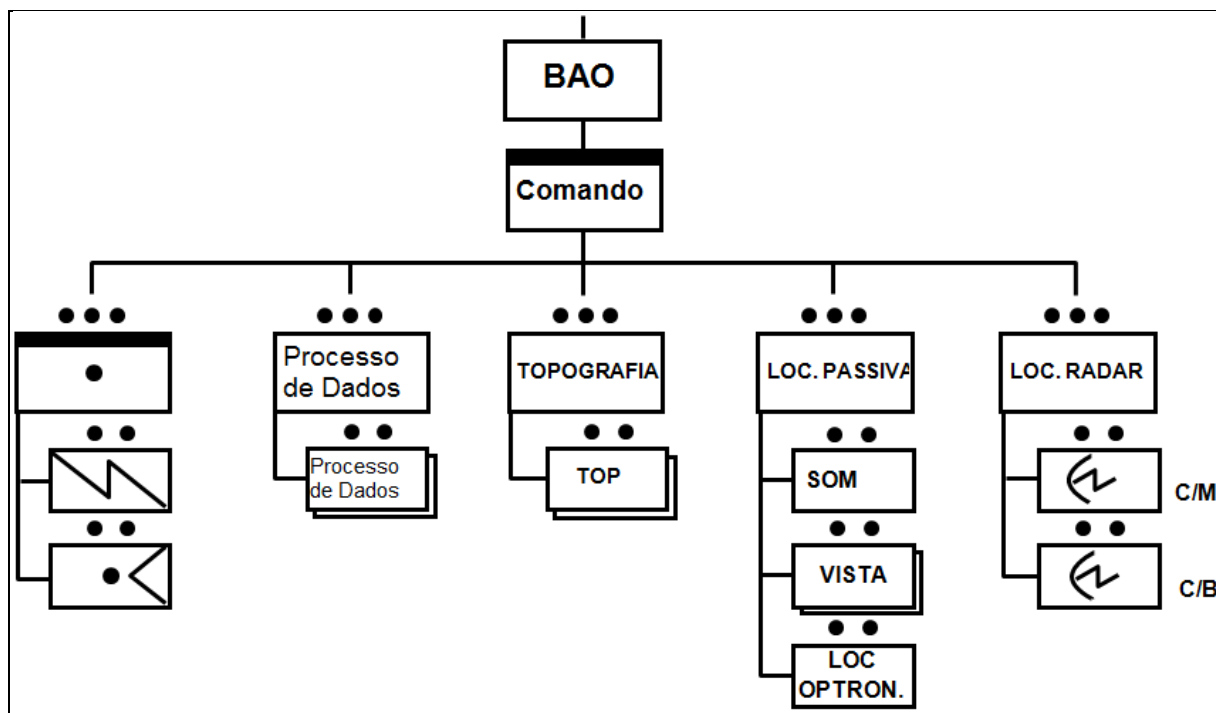 BAO
Comando
Processo
de Dados
TOPOGRAFIA
LOC. PASSIVA
LOC. RADAR
Processo
de Dados
TOP
SOM
C/M
VISTA
C/B
LOC
OPTRON.